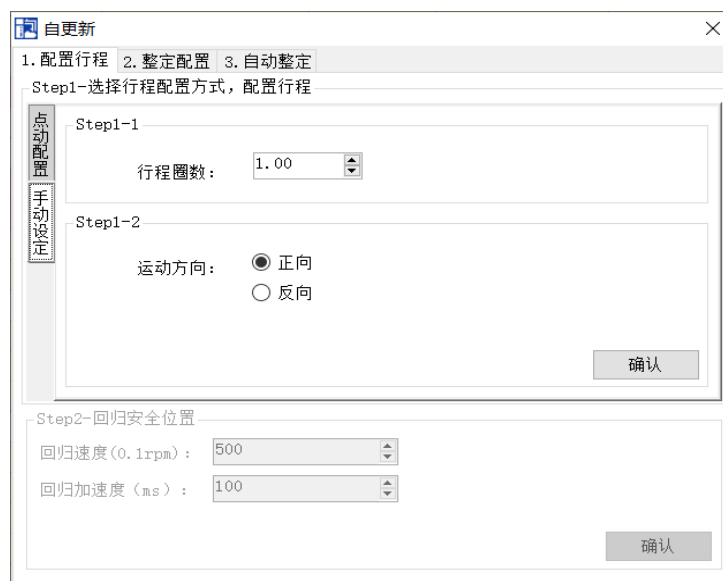 自更新
1.配置行程 2.整定配置 3.自动整定
Step1-选择行程配置方式，配置行程
点动配置
手动设定
Step1-1
行程圈数： 1.00
Step1-2
运动方向： 正向
反向
确认
Step2-回归安全位置
回归速度(0.1rpm)： 500
回归加速度（ms）： 100
确认